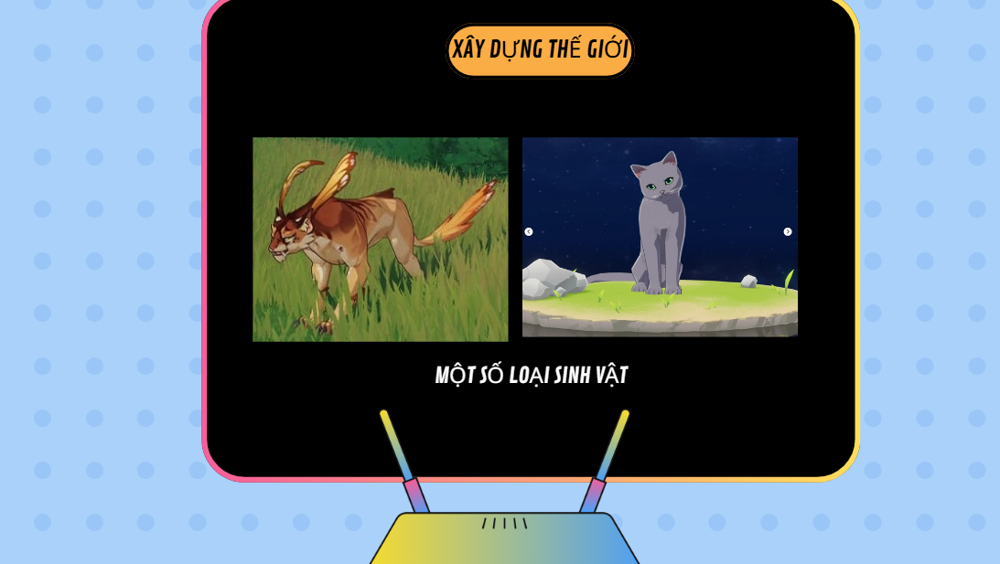 XÂY DỰNG THẾ GIỚI
MỘT SỐ LOẠI SINH VẬT